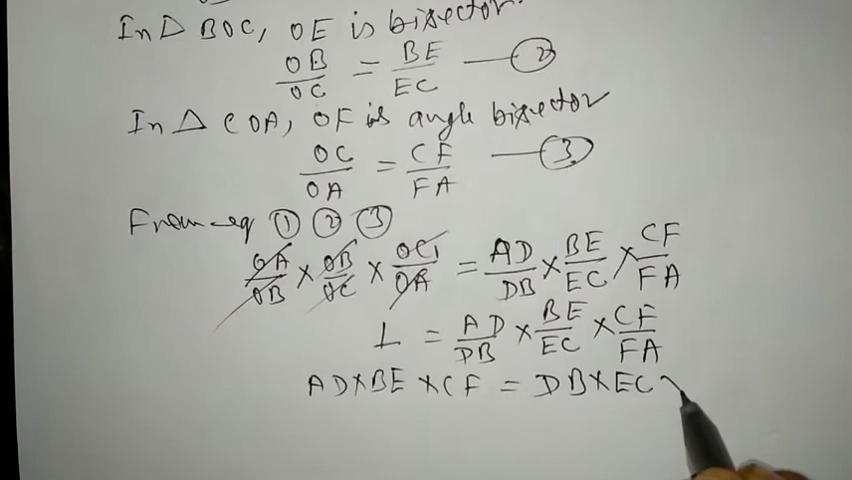 In Δ BOC, OE is bisector.
OB/OC = BE/EC — ②
In Δ COA, OF is angle bisector
OC/OA = CF/FA — ③
From eq ① ② ③
OA/OB × OB/OC × OC/OA = AD/DB × BE/EC × CF/FA
1 = AD/DB × BE/EC × CF/FA
AD×BE×CF = DB×EC